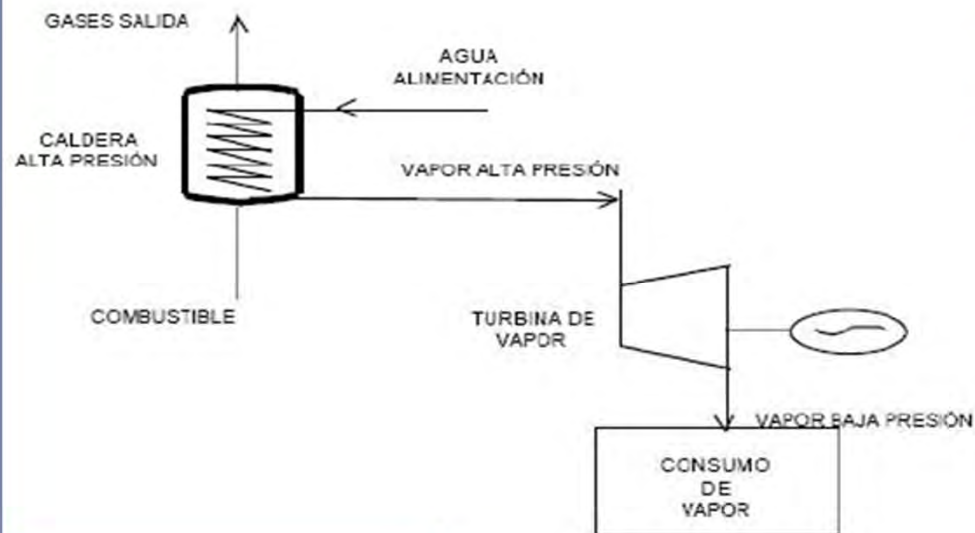 GASES SALIDA
AGUA
ALIMENTACIÓN
CALDERA
ALTA PRESIÓN
VAPOR ALTA PRESIÓN
COMBUSTIBLE
TURBINA DE
VAPOR
VAPOR BAJA PRESIÓN
CONSUMO
DE
VAPOR